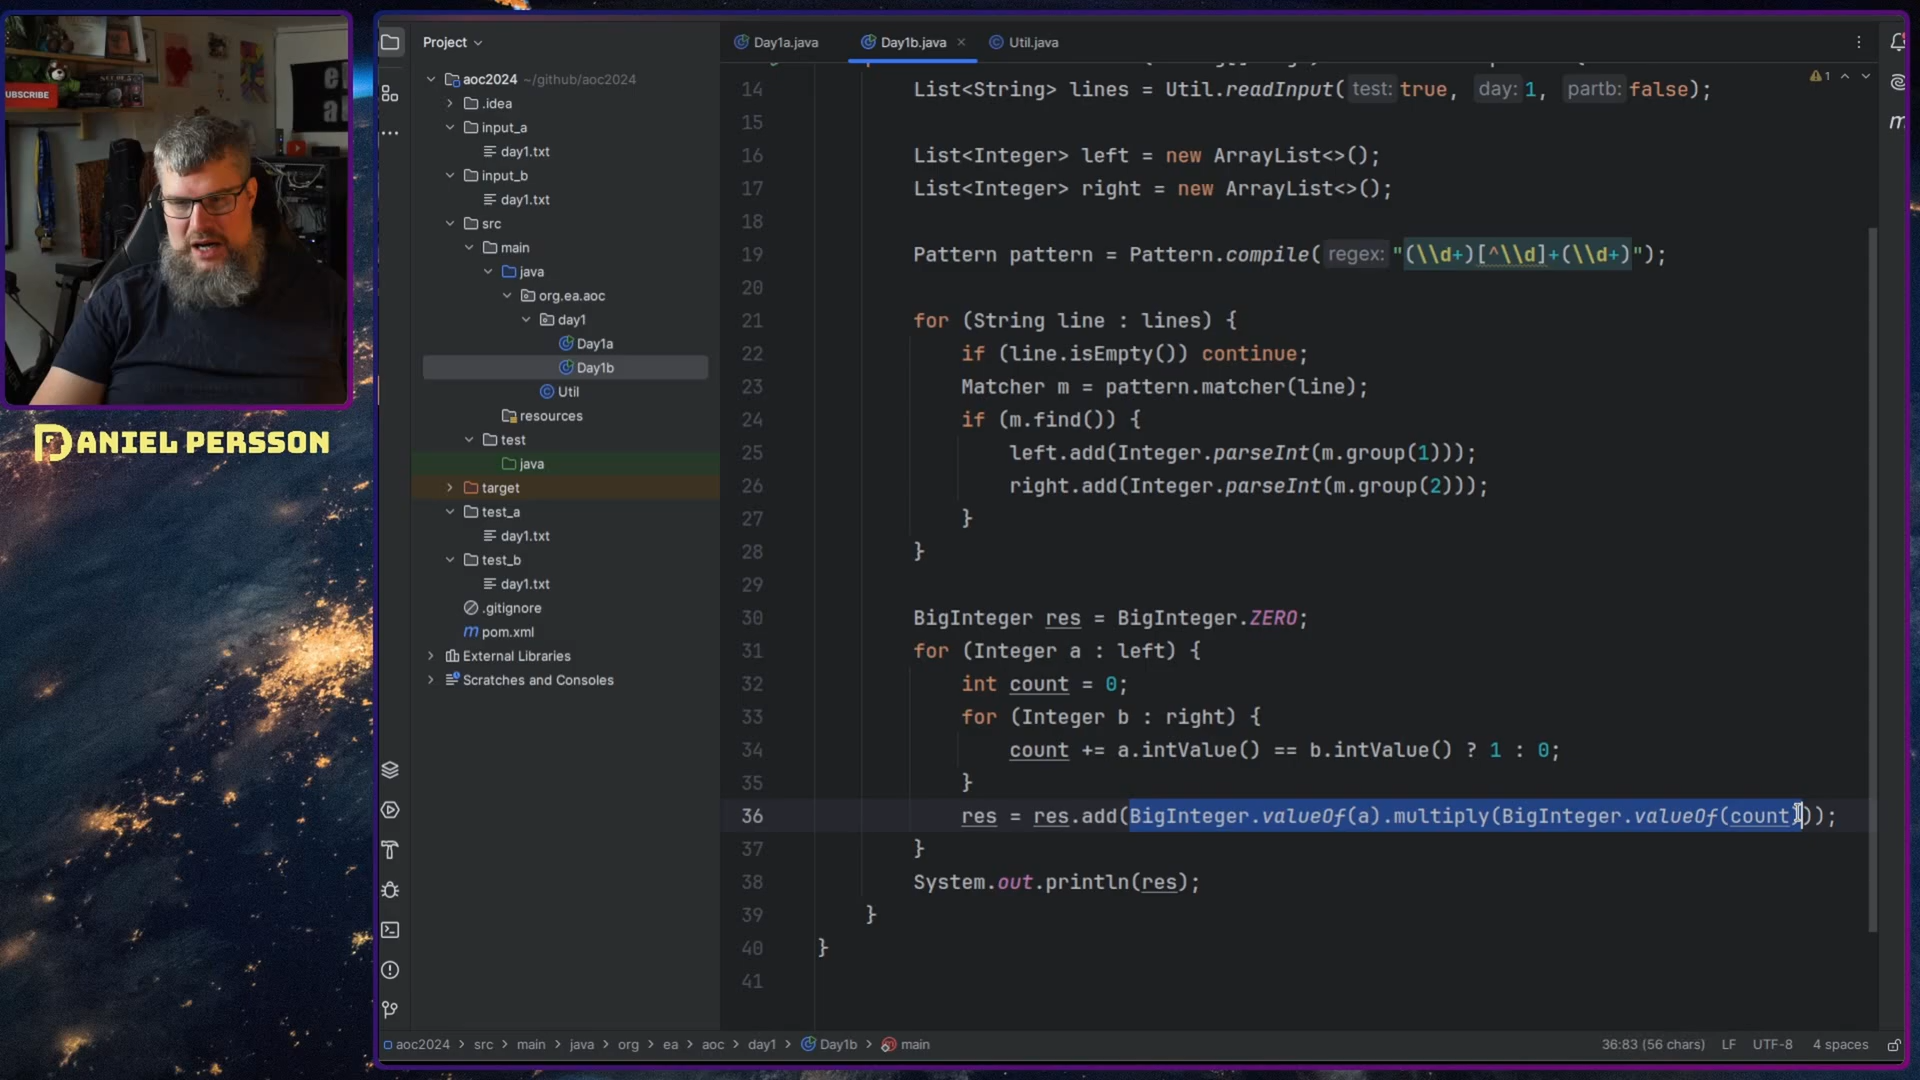 SUBSCRIBE
DANIEL PERSSON
Project
aoc2024 ~/github/aoc2024
.idea
input_a
day1.txt
input_b
day1.txt
src
main
java
org.ea.aoc
day1
Day1a
Day1b
Util
resources
test
java
target
test_a
day1.txt
test_b
day1.txt
.gitignore
pom.xml
External Libraries
Scratches and Consoles
Day1a.java Day1b.java Util.java
1
14 List<String> lines = Util.readInput( test: true, day: 1, partb: false);
15
16 List<Integer> left = new ArrayList<>();
17 List<Integer> right = new ArrayList<>();
18
19 Pattern pattern = Pattern.compile( regex: "(\\d+)[^\\d]+(\\d+)");
20
21 for (String line : lines) {
22 if (line.isEmpty()) continue;
23 Matcher m = pattern.matcher(line);
24 if (m.find()) {
25 left.add(Integer.parseInt(m.group(1)));
26 right.add(Integer.parseInt(m.group(2)));
27 }
28 }
29
30 BigInteger res = BigInteger.ZERO;
31 for (Integer a : left) {
32 int count = 0;
33 for (Integer b : right) {
34 count += a.intValue() == b.intValue() ? 1 : 0;
35 }
36 res = res.add(BigInteger.valueOf(a).multiply(BigInteger.valueOf(count)));
37 }
38 System.out.println(res);
39 }
40 }
41
aoc2024 > src > main > java > org > ea > aoc > day1 > Day1b > main
36:83 (56 chars) LF UTF-8 4 spaces